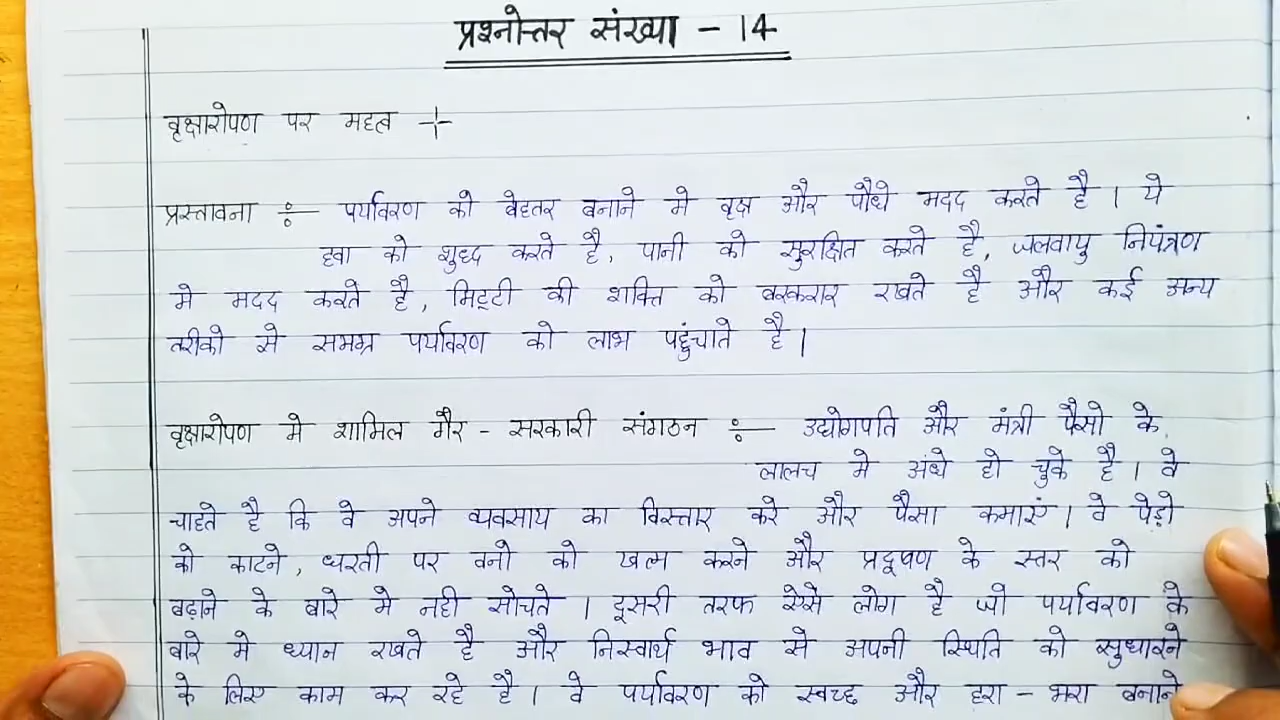 प्रश्नोत्तर संख्या - 14
वृक्षारोपण पर महत्व ÷
प्रस्तावना ÷ पर्यावरण को बेहतर बनाने मे वृक्ष और पौधे मदद करते है । ये
हवा को शुध्द करते है, पानी को सुरक्षित करते है, जलवायु नियंत्रण
मे मदद करते है, मिट्टी की शक्ति को बरकरार रखते है और कई अन्य
तरीको से समग्र पर्यावरण को लाभ पहुंचाते है ।
वृक्षारोपण मे शामिल गैर - सरकारी संगठन ÷ उद्योगपति और मंत्री पैसो के
लालच मे अंधे हो चुके है । वे
चाहते है कि वे अपने व्यवसाय का विस्तार करे और पैसा कमाएं । वे पेड़ो
को काटने, धरती पर वनो को खत्म करने और प्रदूषण के स्तर को
बढ़ाने के बारे मे नही सोचते । दूसरी तरफ ऐसे लोग है जो पर्यावरण के
बारे मे ध्यान रखते है और निस्वार्थ भाव से अपनी स्थिति को सुधारने
के लिए काम कर रहे है । वे पर्यावरण को स्वच्छ और हरा - भरा बनाने